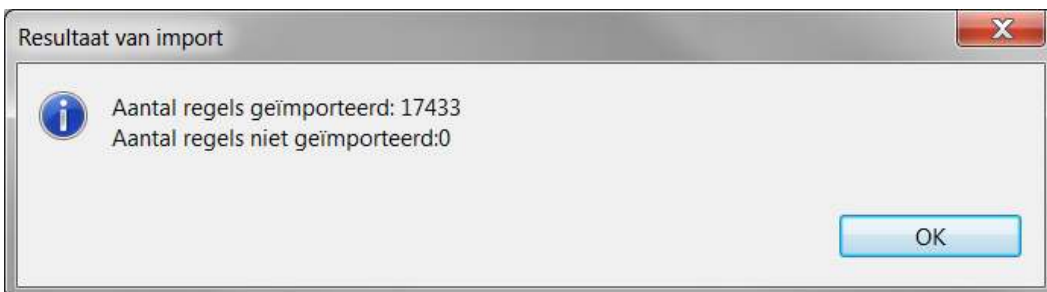 Resultaat van import
Aantal regels geïmporteerd: 17433
Aantal regels niet geïmporteerd:0
OK